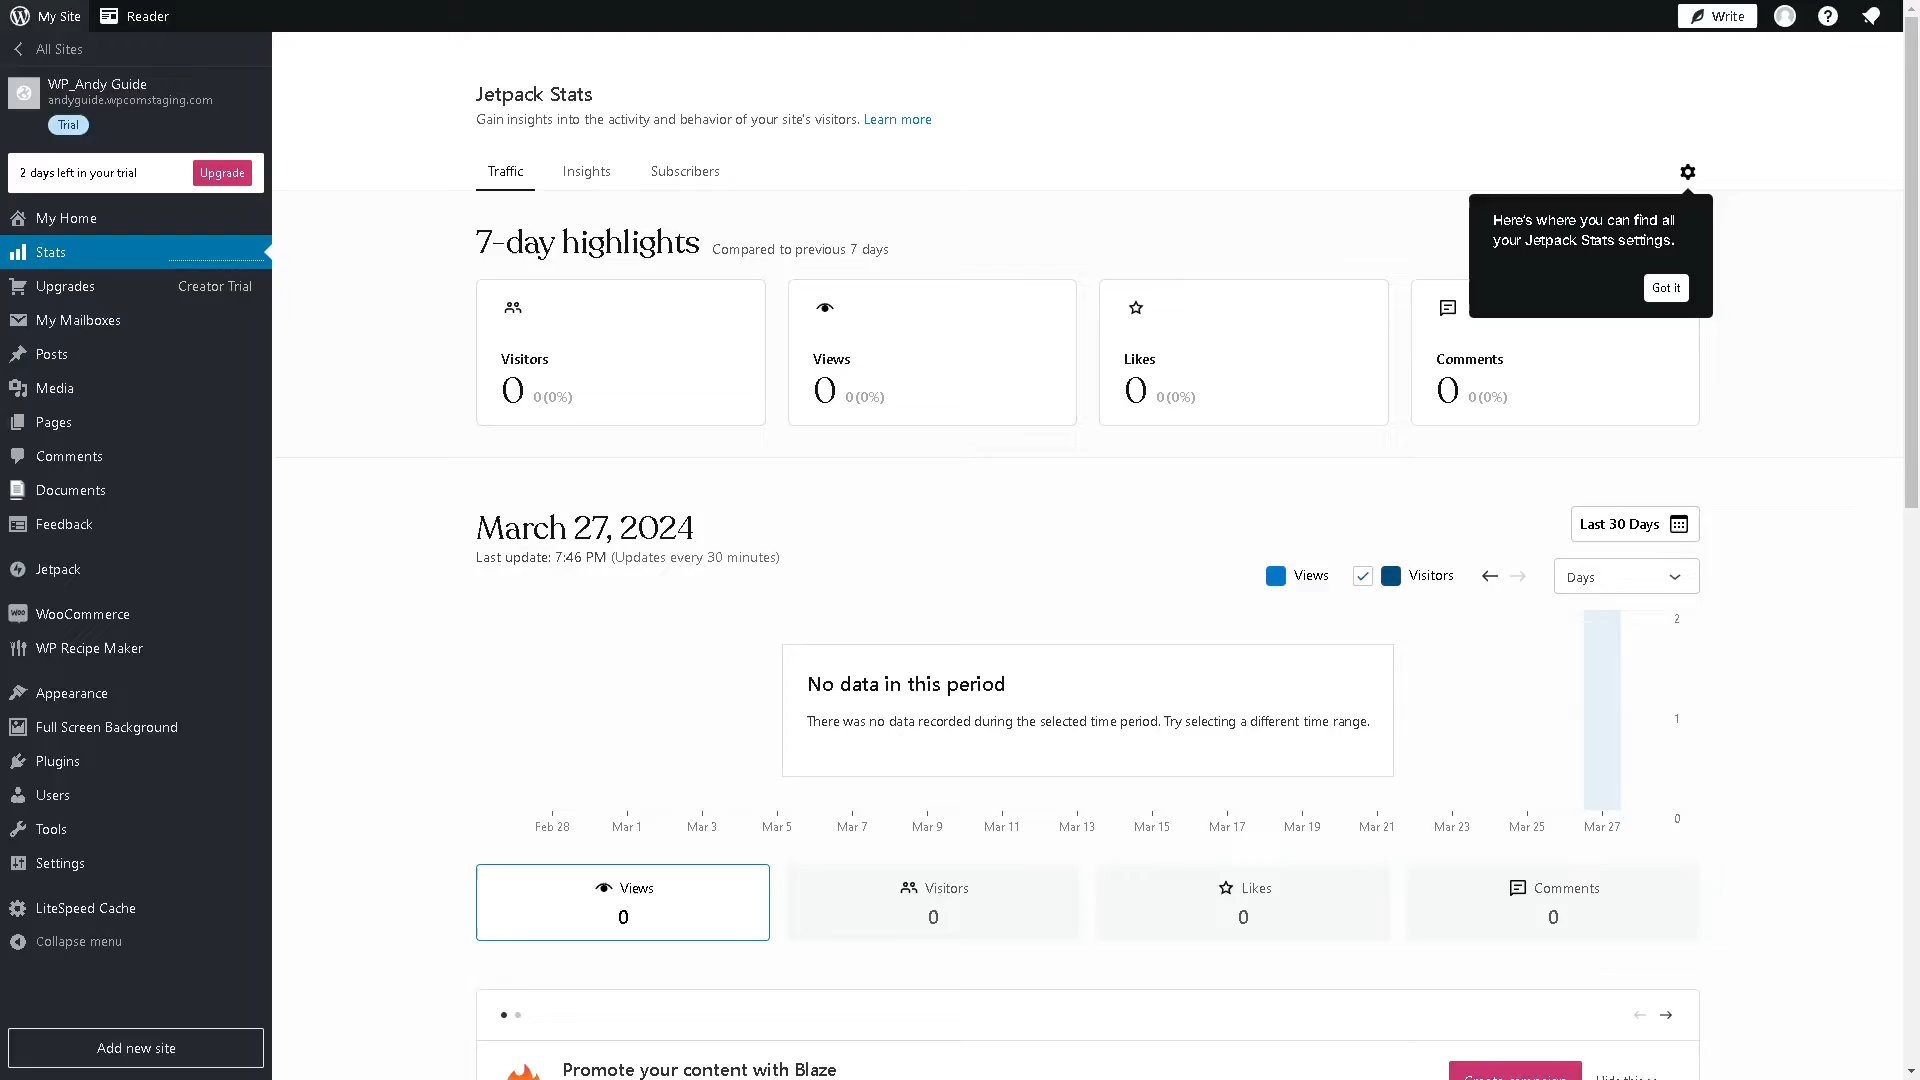 My Site
Reader
Write
All Sites
WP_Andy Guide
andyguide.wpcomstaging.com
Trial
2 days left in your trial
Upgrade
My Home
Stats
Upgrades
Creator Trial
My Mailboxes
Posts
Media
Pages
Comments
Documents
Feedback
Jetpack
WooCommerce
WP Recipe Maker
Appearance
Full Screen Background
Plugins
Users
Tools
Settings
LiteSpeed Cache
Collapse menu
Add new site
Jetpack Stats
Gain insights into the activity and behavior of your site's visitors. Learn more
Traffic
Insights
Subscribers
Here's where you can find all
your Jetpack Stats settings.
Got it
7-day highlights
Compared to previous 7 days
Visitors
0 0 (0%)
Views
0 0 (0%)
Likes
0 0 (0%)
Comments
0 0 (0%)
March 27, 2024
Last update: 7:46 PM (Updates every 30 minutes)
Last 30 Days
Views
Visitors
Days
2
1
0
No data in this period
There was no data recorded during the selected time period. Try selecting a different time range.
Feb 28
Mar 1
Mar 3
Mar 5
Mar 7
Mar 9
Mar 11
Mar 13
Mar 15
Mar 17
Mar 19
Mar 21
Mar 23
Mar 25
Mar 27
Views
0
Visitors
0
Likes
0
Comments
0
Promote your content with Blaze